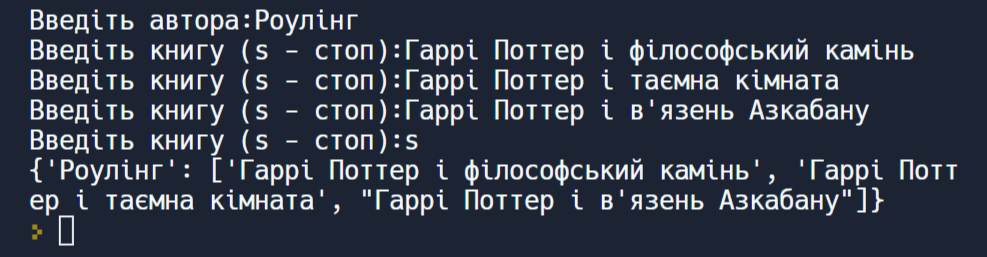 Введіть автора:Роулінг
Введіть книгу (s - стоп):Гаррі Поттер і філософський камінь
Введіть книгу (s - стоп):Гаррі Поттер і таємна кімната
Введіть книгу (s - стоп):Гаррі Поттер і в'язень Азкабану
Введіть книгу (s - стоп):s
{'Роулінг': ['Гаррі Поттер і філософський камінь', 'Гаррі Потт
ер і таємна кімната', "Гаррі Поттер і в'язень Азкабану"]}